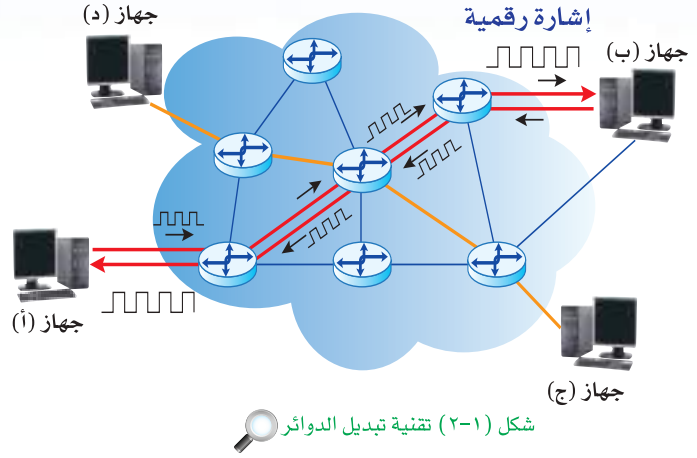 إشارة رقمية
جهاز (د)
جهاز (ب)
جهاز (أ)
جهاز (ج)
شكل (١-٢) تقنية تبديل الدوائر